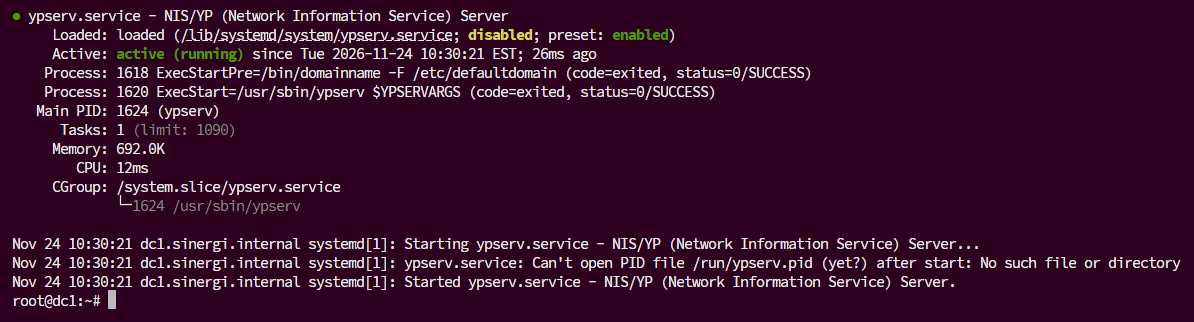 ● ypserv.service - NIS/YP (Network Information Service) Server
Loaded: loaded (/lib/systemd/system/ypserv.service; disabled; preset: enabled)
Active: active (running) since Tue 2026-11-24 10:30:21 EST; 26ms ago
Process: 1618 ExecStartPre=/bin/domainname -F /etc/defaultdomain (code=exited, status=0/SUCCESS)
Process: 1620 ExecStart=/usr/sbin/ypserv $YPSERVARGS (code=exited, status=0/SUCCESS)
Main PID: 1624 (ypserv)
Tasks: 1 (limit: 1090)
Memory: 692.0K
CPU: 12ms
CGroup: /system.slice/ypserv.service
└─1624 /usr/sbin/ypserv
Nov 24 10:30:21 dc1.sinergi.internal systemd[1]: Starting ypserv.service - NIS/YP (Network Information Service) Server...
Nov 24 10:30:21 dc1.sinergi.internal systemd[1]: ypserv.service: Can't open PID file /run/ypserv.pid (yet?) after start: No such file or directory
Nov 24 10:30:21 dc1.sinergi.internal systemd[1]: Started ypserv.service - NIS/YP (Network Information Service) Server.
root@dc1:~#